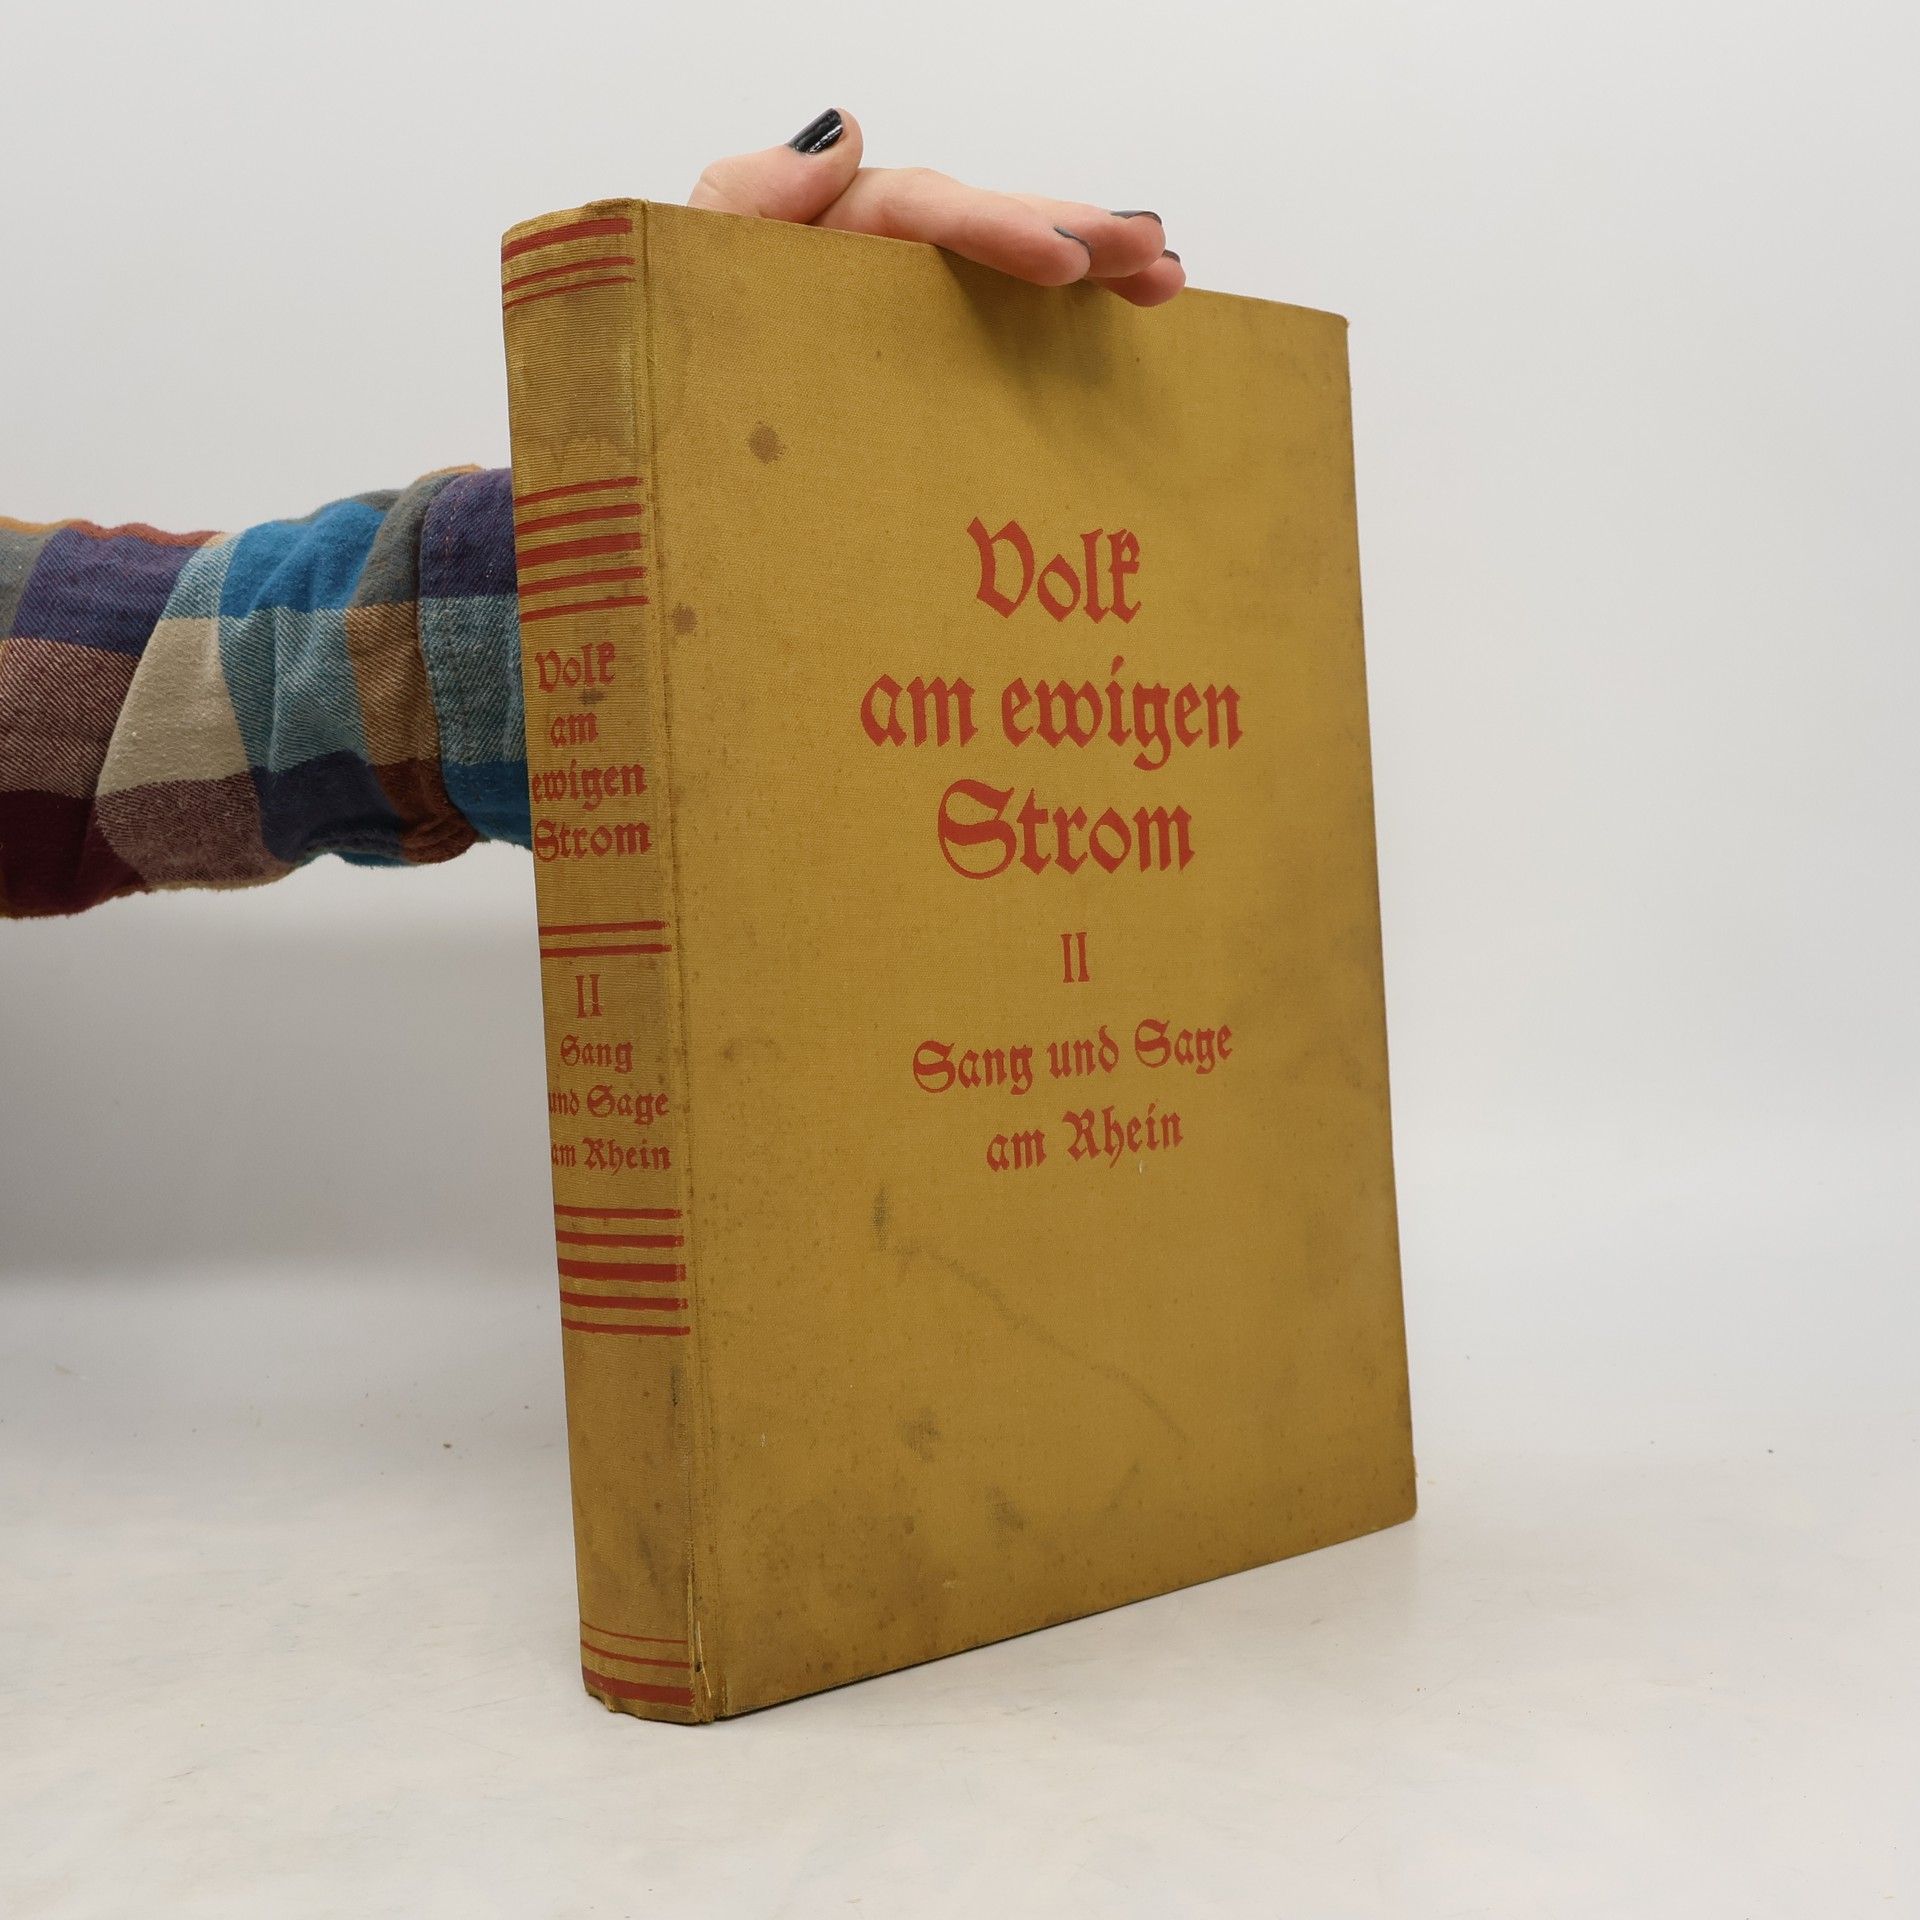 Volk
am ewigen
Strom
II
Sang und Sage
am Rhein
Volk
am
ewigen
Strom
II
Sang
und Sage
am Rhein